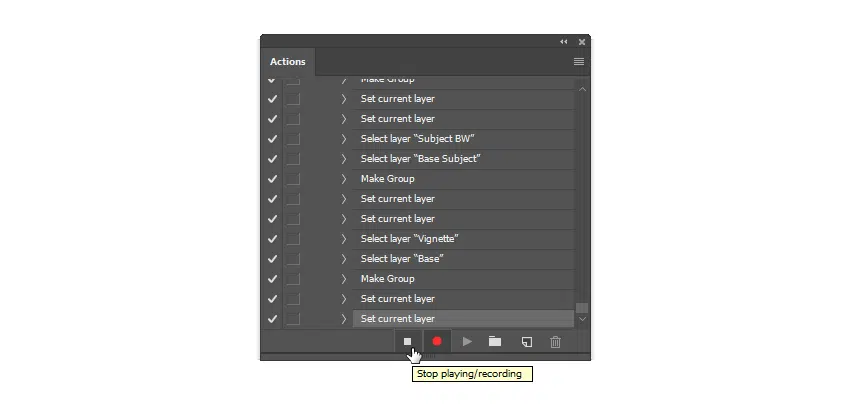 Actions
Make Group
Set current layer
Set current layer
Select layer “Subject BW”
Select layer “Base Subject”
Make Group
Set current layer
Set current layer
Select layer “Vignette”
Select layer “Base”
Make Group
Set current layer
Set current layer
Stop playing/recording